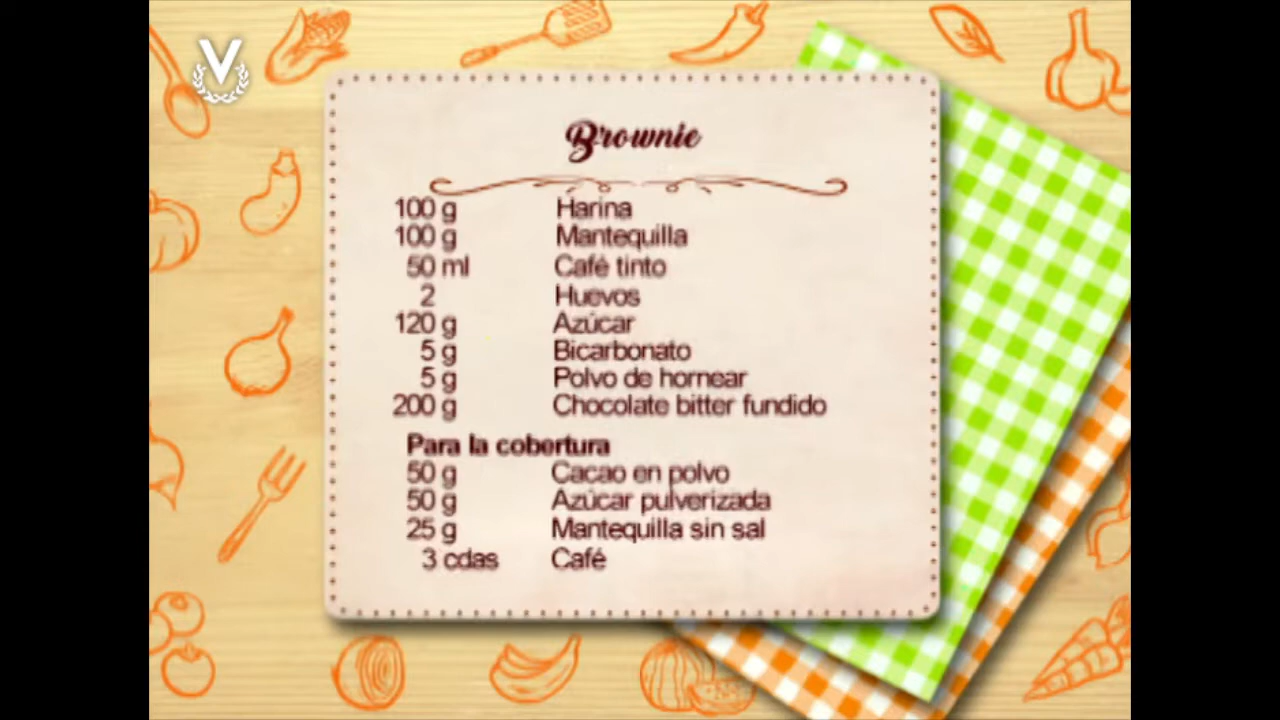 V
Brownie
100 g Harina
100 g Mantequilla
50 ml Café tinto
2 Huevos
120 g Azúcar
5 g Bicarbonato
5 g Polvo de hornear
200 g Chocolate bitter fundido
Para la cobertura
50 g Cacao en polvo
50 g Azúcar pulverizada
25 g Mantequilla sin sal
3 cdas Café